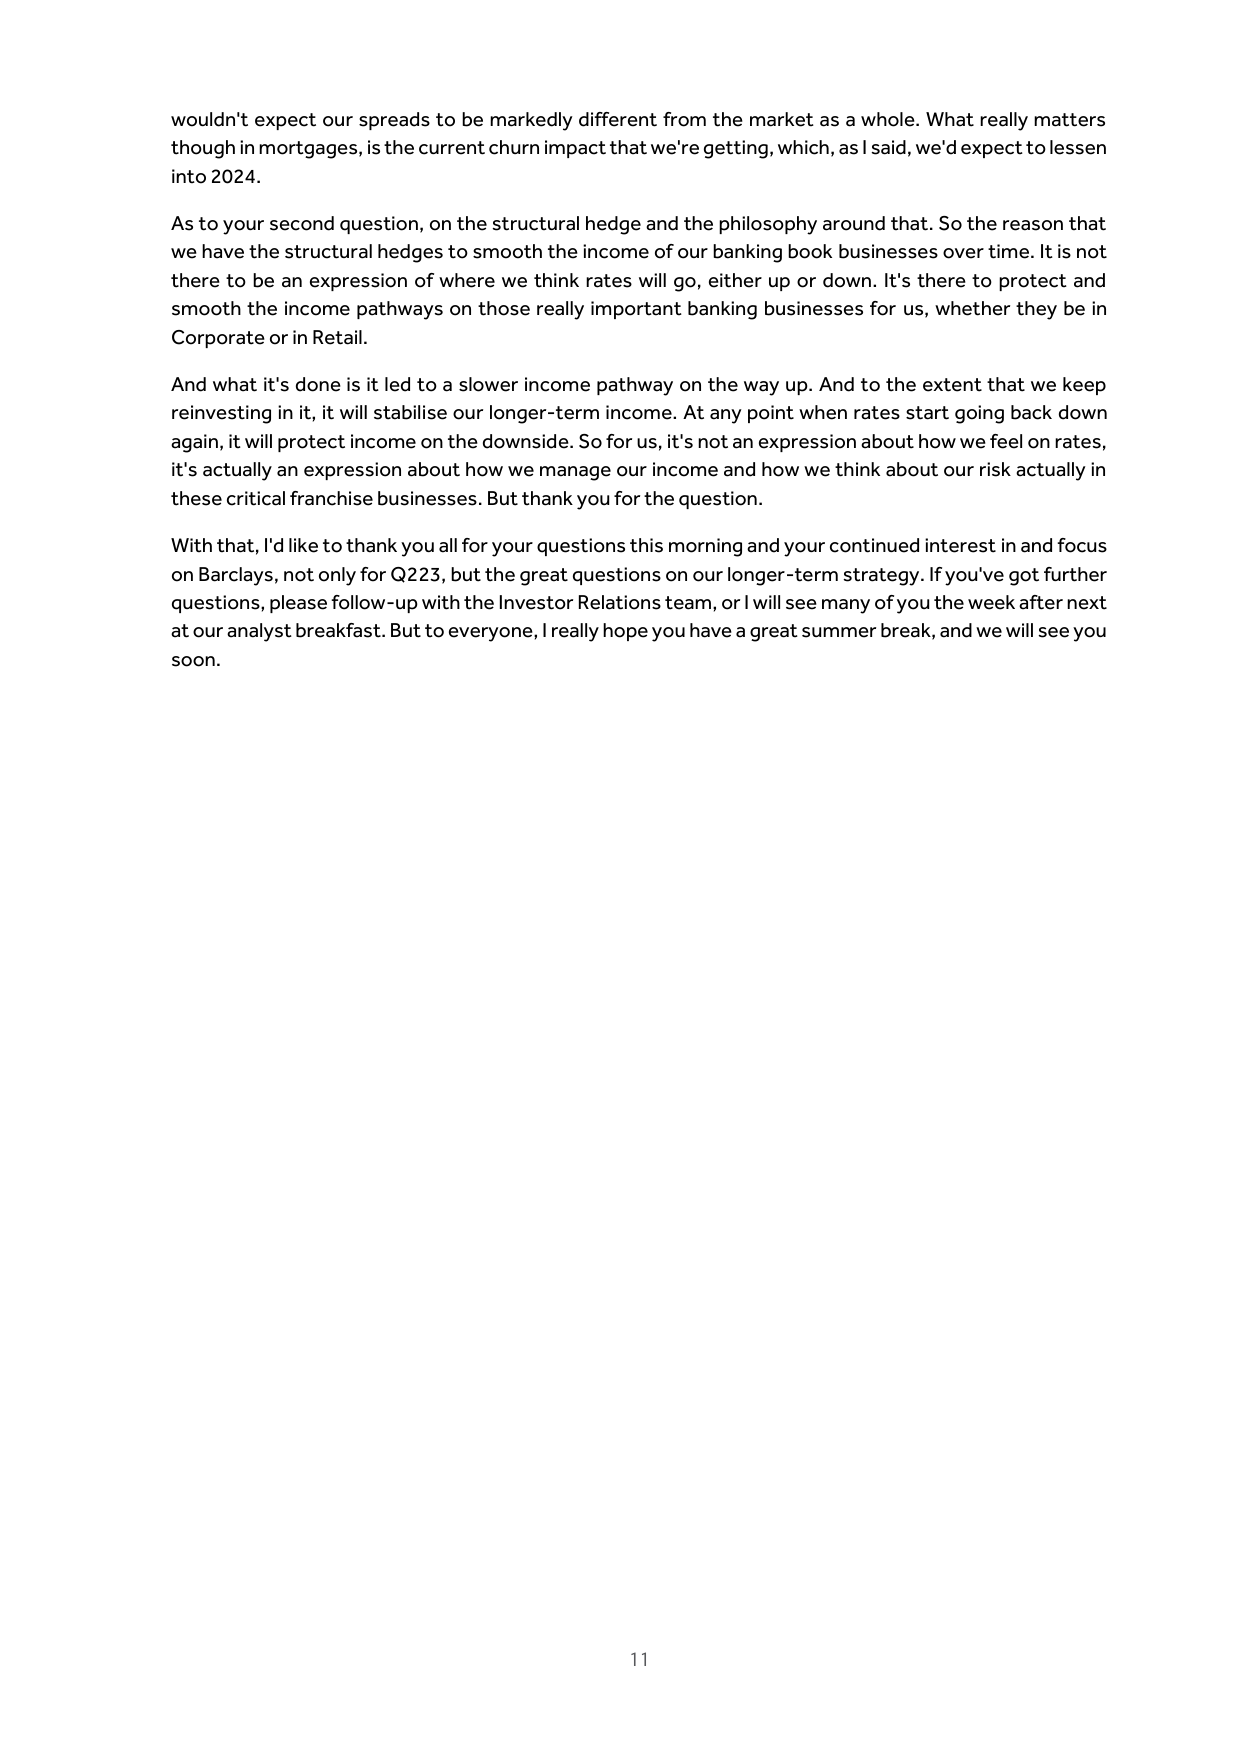 wouldn't expect our spreads to be markedly different from the market as a whole. What really matters
though in mortgages, is the current churn impact that we're getting, which, as I said, we'd expect to lessen
into 2024.
As to your second question, on the structural hedge and the philosophy around that. So the reason that
we have the structural hedges to smooth the income of our banking book businesses over time. It is not
there to be an expression of where we think rates will go, either up or down. It's there to protect and
smooth the income pathways on those really important banking businesses for us, whether they be in
Corporate or in Retail.
And what it's done is it led to a slower income pathway on the way up. And to the extent that we keep
reinvesting in it, it will stabilise our longer-term income. At any point when rates start going back down
again, it will protect income on the downside. So for us, it's not an expression about how we feel on rates,
it's actually an expression about how we manage our income and how we think about our risk actually in
these critical franchise businesses. But thank you for the question.
With that, I'd like to thank you all for your questions this morning and your continued interest in and focus
on Barclays, not only for Q223, but the great questions on our longer-term strategy. If you've got further
questions, please follow-up with the Investor Relations team, or I will see many of you the week after next
at our analyst breakfast. But to everyone, I really hope you have a great summer break, and we will see you
soon.
11